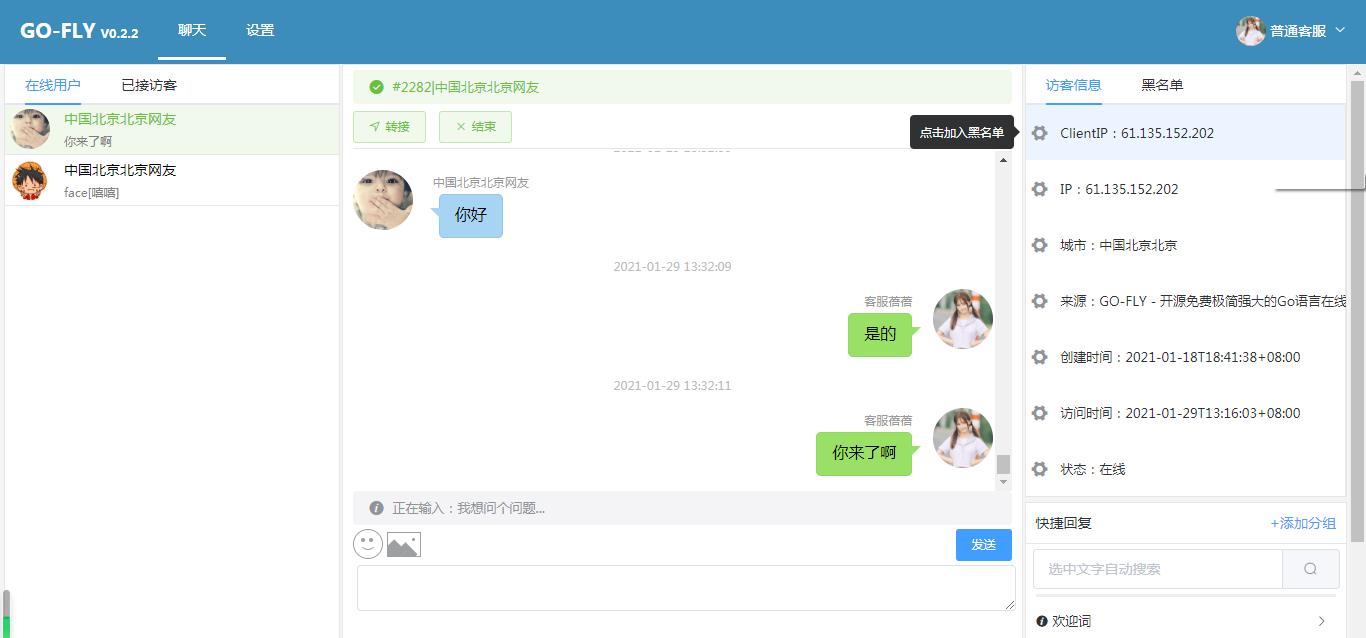 GO-FLY V0.2.2
聊天
设置
普通客服
在线用户
已接访客
中国北京北京网友
你来了啊
中国北京北京网友
face[嘻嘻]
#2282|中国北京北京网友
转接
结束
中国北京北京网友
你好
2021-01-29 13:32:09
客服蓓蓓
是的
2021-01-29 13:32:11
客服蓓蓓
你来了啊
正在输入：我想问个问题...
发送
点击加入黑名单
访客信息
黑名单
ClientIP：61.135.152.202
IP：61.135.152.202
城市：中国北京北京
来源：GO-FLY - 开源免费极简强大的Go语言在线
创建时间：2021-01-18T18:41:38+08:00
访问时间：2021-01-29T13:16:03+08:00
状态：在线
快捷回复
+添加分组
选中文字自动搜索
欢迎词